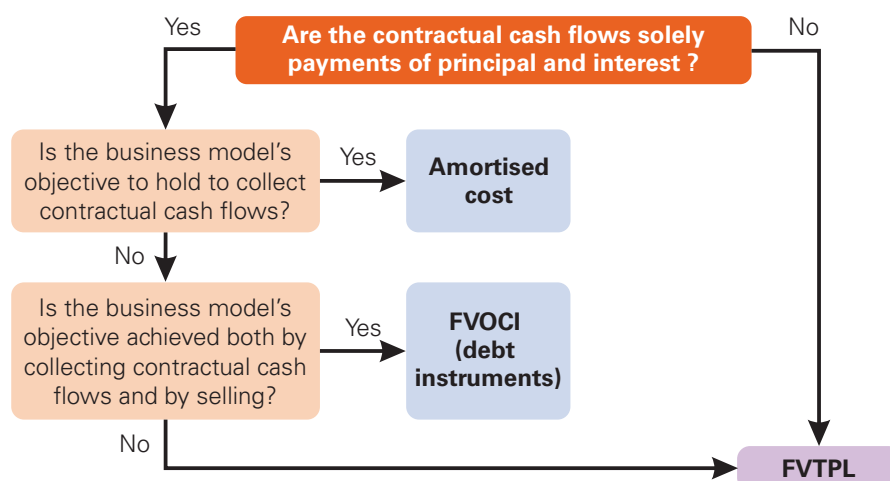 Yes
Are the contractual cash flows solely
payments of principal and interest ?
No
Is the business model’s
objective to hold to collect
contractual cash flows?
Yes
Amortised
cost
No
Is the business model’s
objective achieved both by
collecting contractual cash
flows and by selling?
Yes
FVOCI
(debt
instruments)
No
FVTPL